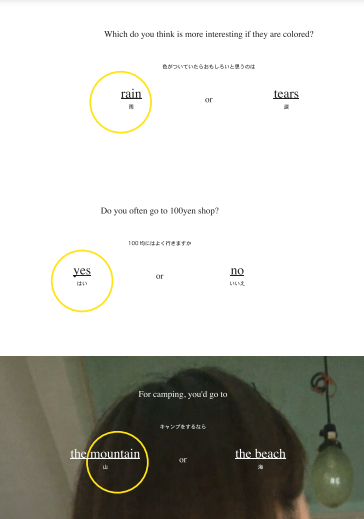 Which do you think is more interesting if they are colored?
色がついていたらおもしろいと思うのは
rain or tears
雨 涙
Do you often go to 100yen shop?
100 均にはよく行きますか
yes or no
はい いいえ
For camping, you'd go to
キャンプをするなら
the mountain or the beach
山 海